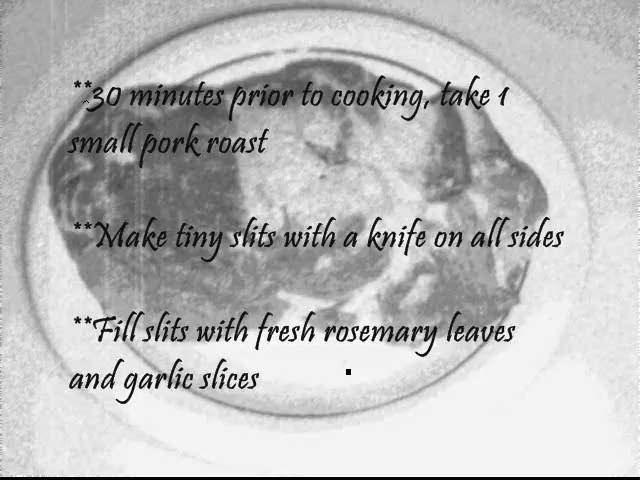 **30 minutes prior to cooking, take 1
small pork roast
**Make tiny slits with a knife on all sides
**Fill slits with fresh rosemary leaves
and garlic slices